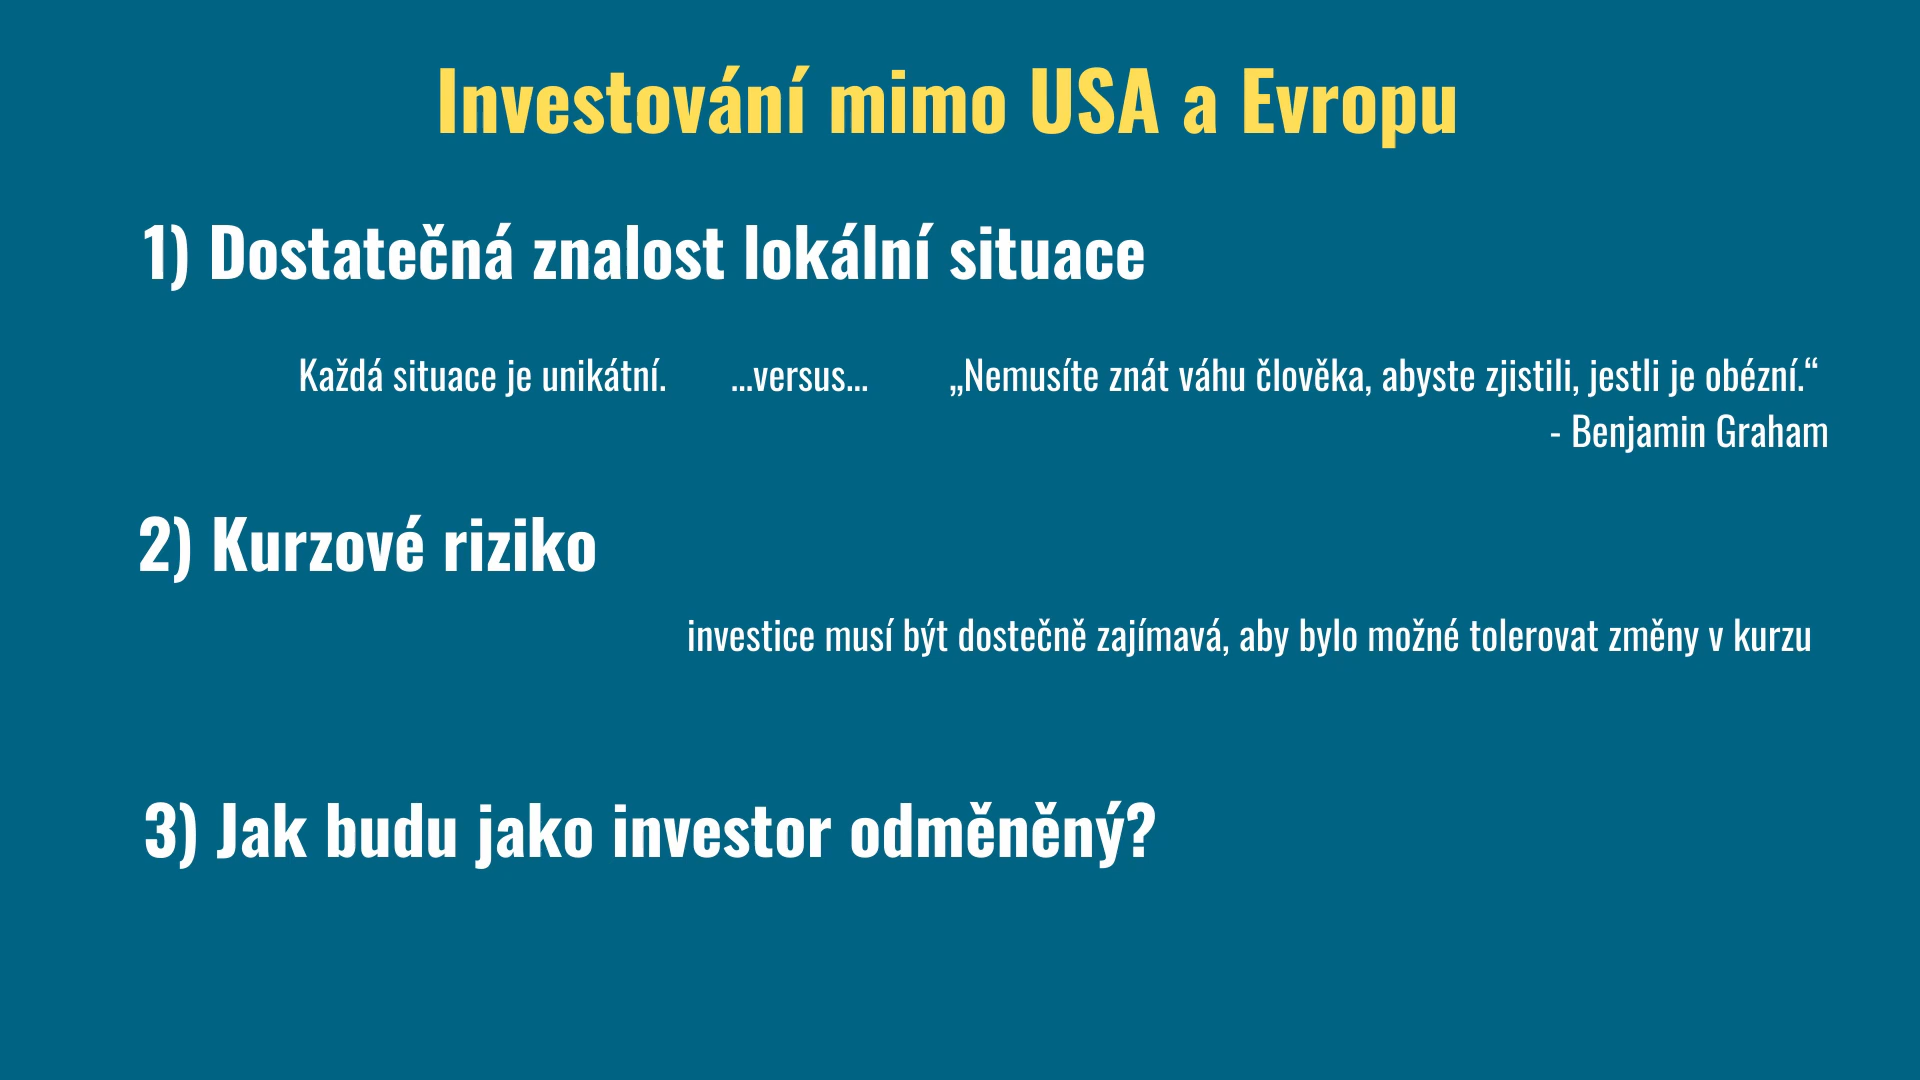 Investování mimo USA a Evropu
1) Dostatečná znalost lokální situace
Každá situace je unikátní. ...versus... „Nemusíte znát váhu člověka, abyste zjistili, jestli je obézní.“
- Benjamin Graham
2) Kurzové riziko
investice musí být dostečně zajímavá, aby bylo možné tolerovat změny v kurzu
3) Jak budu jako investor odměněný?